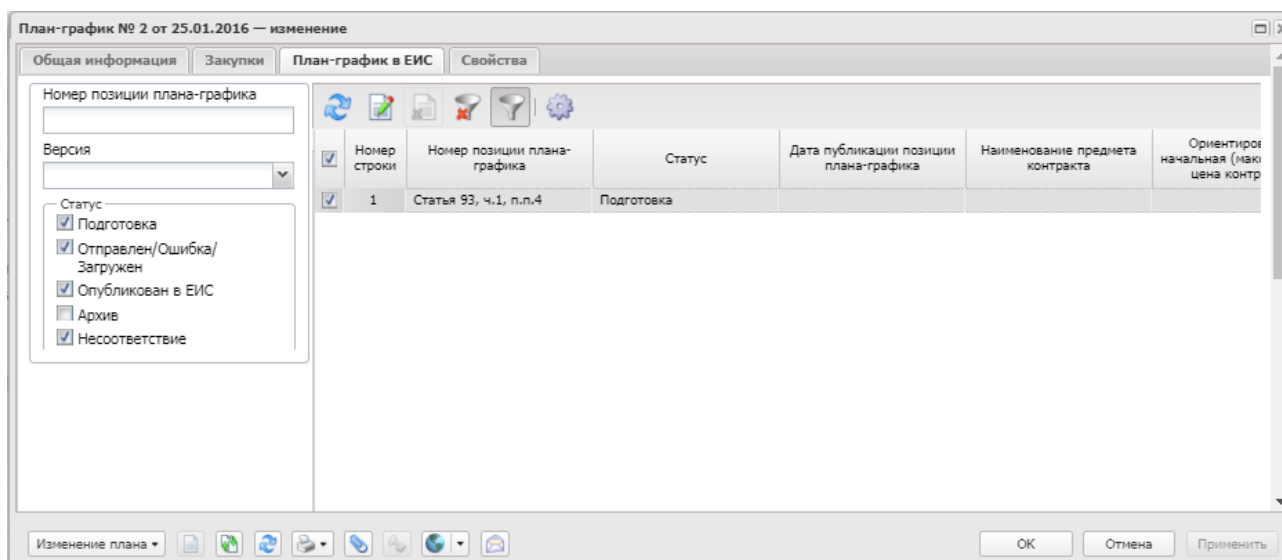 План-график № 2 от 25.01.2016 — изменение
Общая информация
Закупки
План-график в ЕИС
Свойства
Номер позиции плана-графика
Версия
Статус
Подготовка
Отправлен/Ошибка/
Загружен
Опубликован в ЕИС
Архив
Несоответствие
Номер
строки
Номер позиции плана-
графика
Статус
Дата публикации позиции
плана-графика
Наименование предмета
контракта
Ориентиров
начальная (мак
цена контр
1
Статья 93, ч.1, п.п.4
Подготовка
Изменение плана
ОК
Отмена
Применить